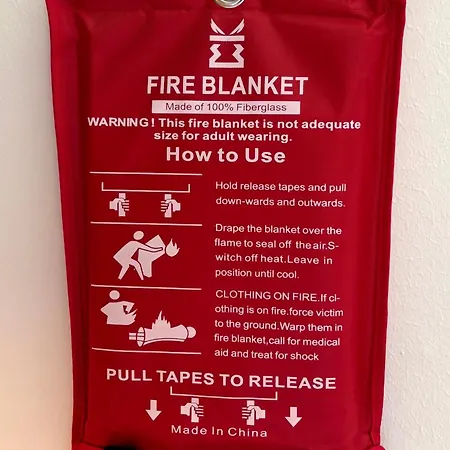 FIRE BLANKET
Made of 100% Fiberglass
WARNING! This fire blanket is not adequate
size for adult wearing.
How to Use
Hold release tapes and pull
down-wards and outwards.
Drape the blanket over the
flame to seal off the air.S-
witch off heat.Leave in
position until cool.
CLOTHING ON FIRE.If cl-
othing is on fire.force victim
to the ground.Warp them in
fire blanket,call for medical
aid and treat for shock
PULL TAPES TO RELEASE
Made In China